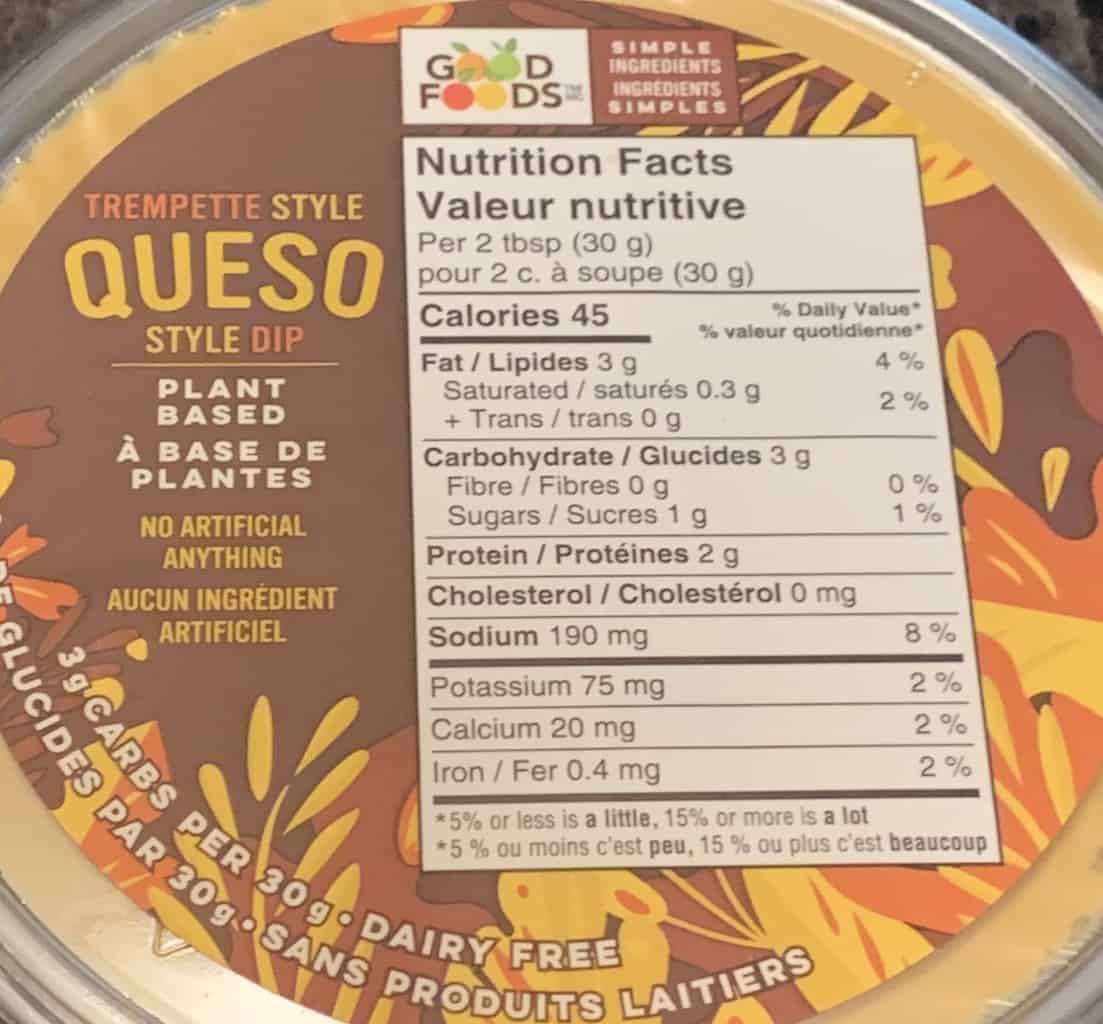 GOOD
FOODS
SIMPLE
INGREDIENTS
INGRÉDIENTS
SIMPLES
TREMPETTE STYLE
QUESO
STYLE DIP
PLANT
BASED
À BASE DE
PLANTES
NO ARTIFICIAL
ANYTHING
AUCUN INGRÉDIENT
ARTIFICIEL
Nutrition Facts
Valeur nutritive
Per 2 tbsp (30 g)
pour 2 c. à soupe (30 g)
Calories 45
% Daily Value*
% valeur quotidienne*
Fat / Lipides 3 g 4 %
Saturated / saturés 0.3 g
+ Trans / trans 0 g 2 %
Carbohydrate / Glucides 3 g
Fibre / Fibres 0 g 0 %
Sugars / Sucres 1 g 1 %
Protein / Protéines 2 g
Cholesterol / Cholestérol 0 mg
Sodium 190 mg 8 %
Potassium 75 mg 2 %
Calcium 20 mg 2 %
Iron / Fer 0.4 mg 2 %
*5% or less is a little, 15% or more is a lot
*5 % ou moins c'est peu, 15 % ou plus c'est beaucoup
3 g CARBS PER 30 g • DAIRY FREE
DE GLUCIDES PAR 30 g • SANS PRODUITS LAITIERS